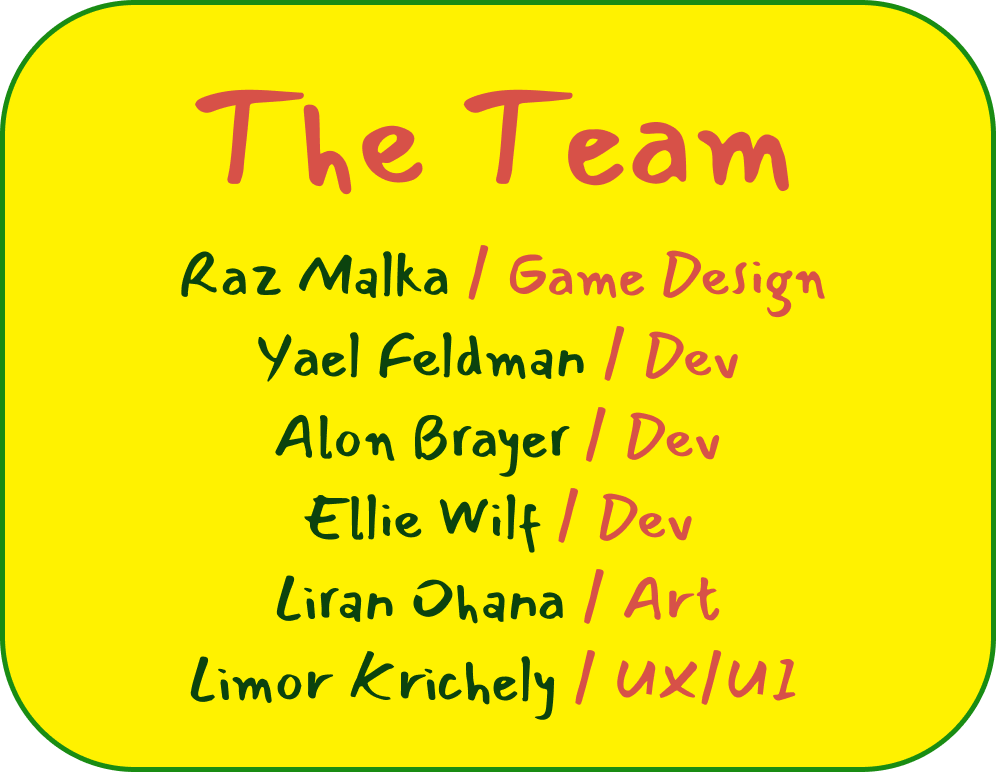 The Team
Raz Malka / Game Design
Yael Feldman / Dev
Alon Brayer / Dev
Ellie Wilf / Dev
Liran Ohana / Art
Limor Krichely / UX/UI